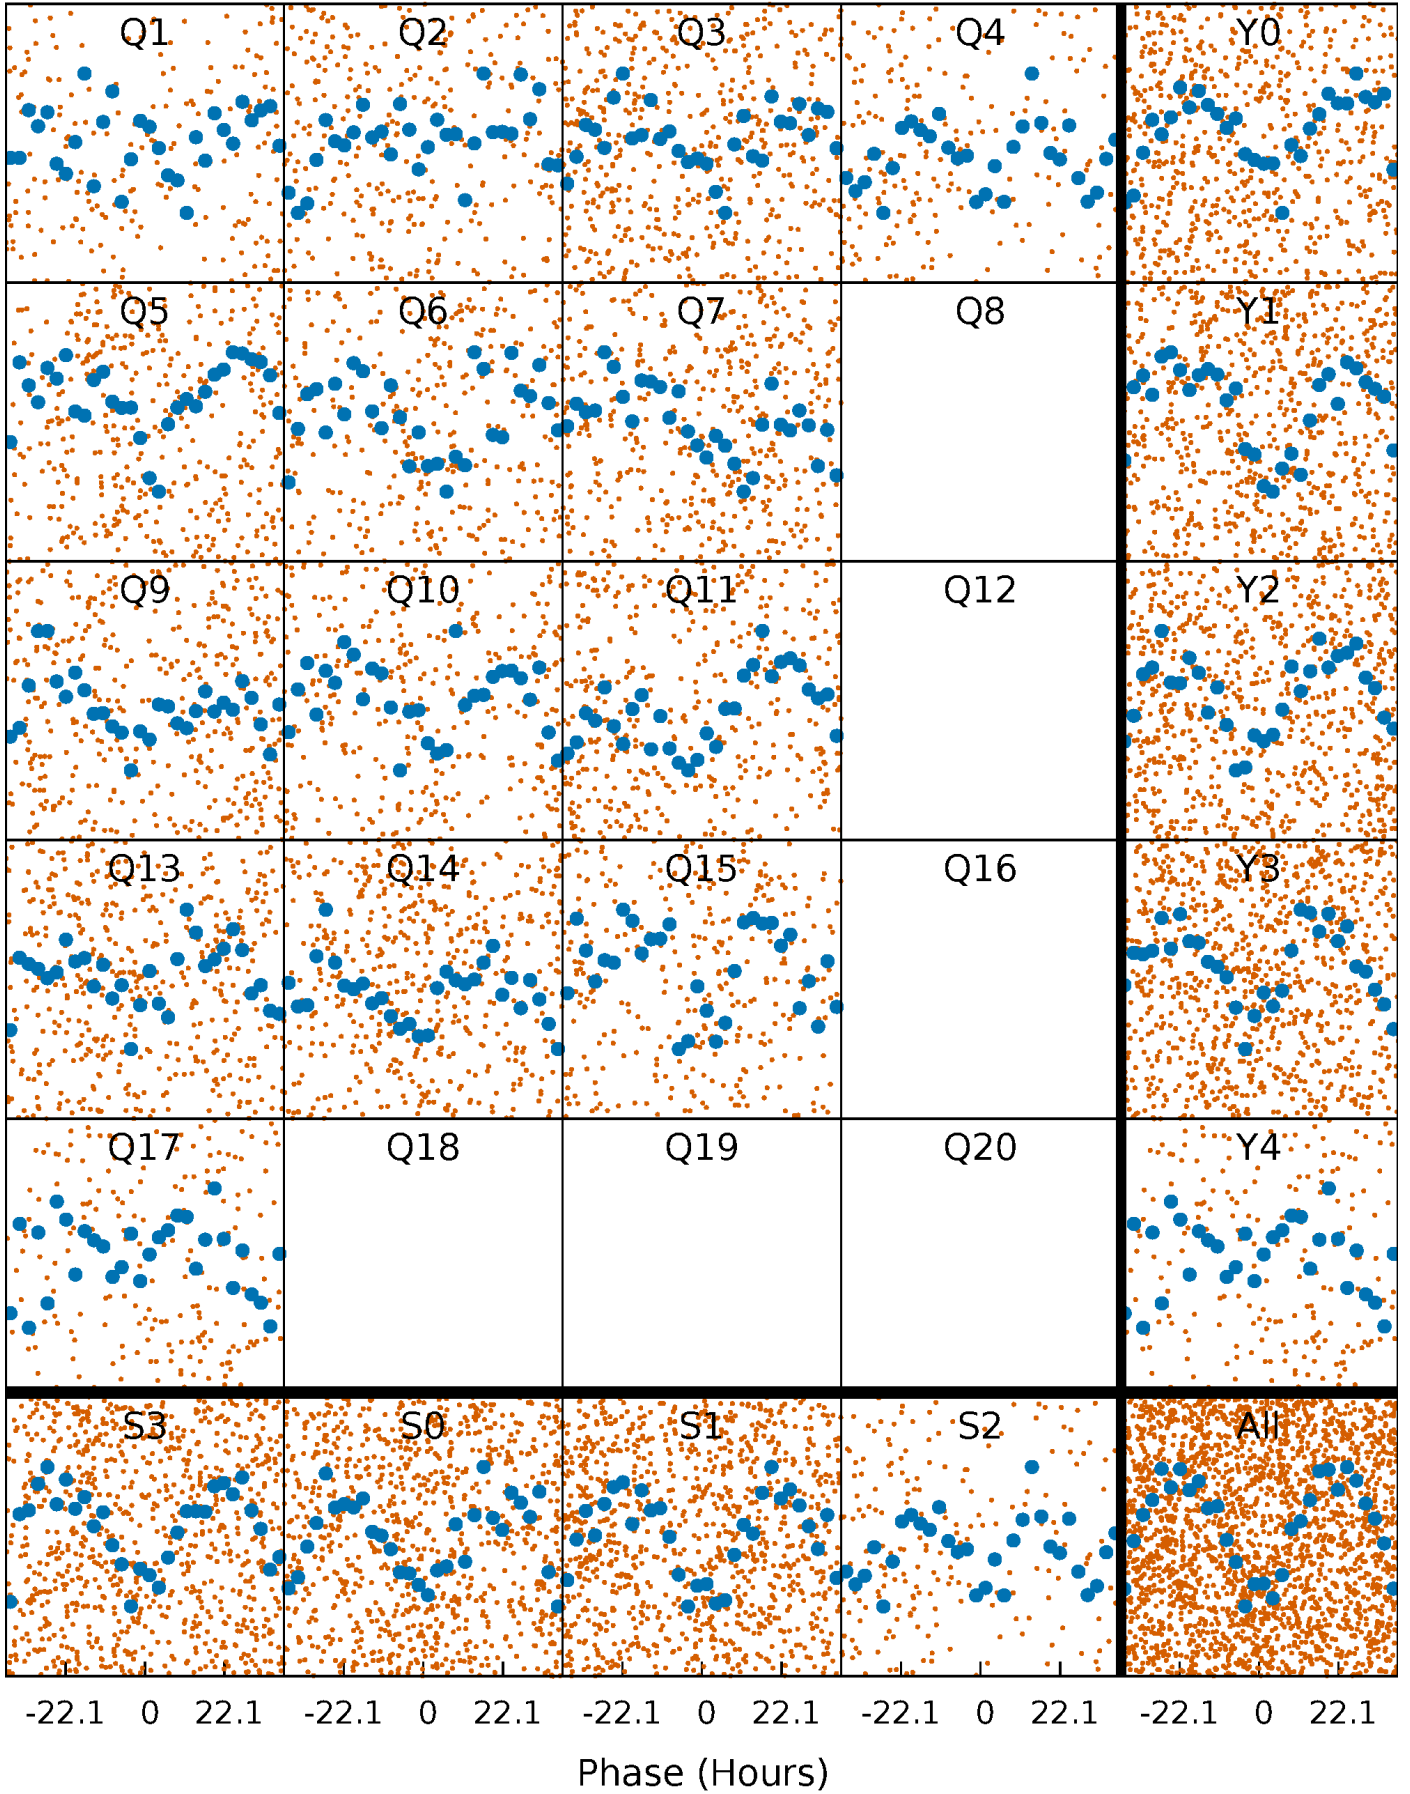 Q1 Q2 Q3 Q4 Y0
Q5 Q6 Q7 Q8 Y1
Q9 Q10 Q11 Q12 Y2
Q13 Q14 Q15 Q16 Y3
Q17 Q18 Q19 Q20 Y4
S3 S0 S1 S2 All
-22.1 0 22.1 -22.1 0 22.1 -22.1 0 22.1 -22.1 0 22.1 -22.1 0 22.1
Phase (Hours)